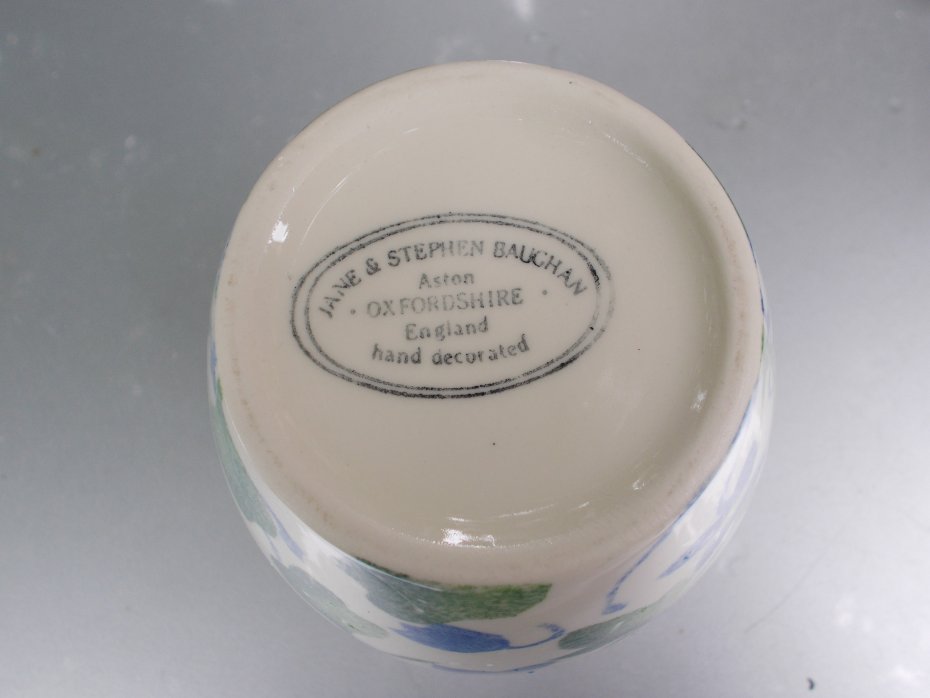 JANE & STEPHEN BAUGHAN
Aston
· OXFORDSHIRE ·
England
hand decorated